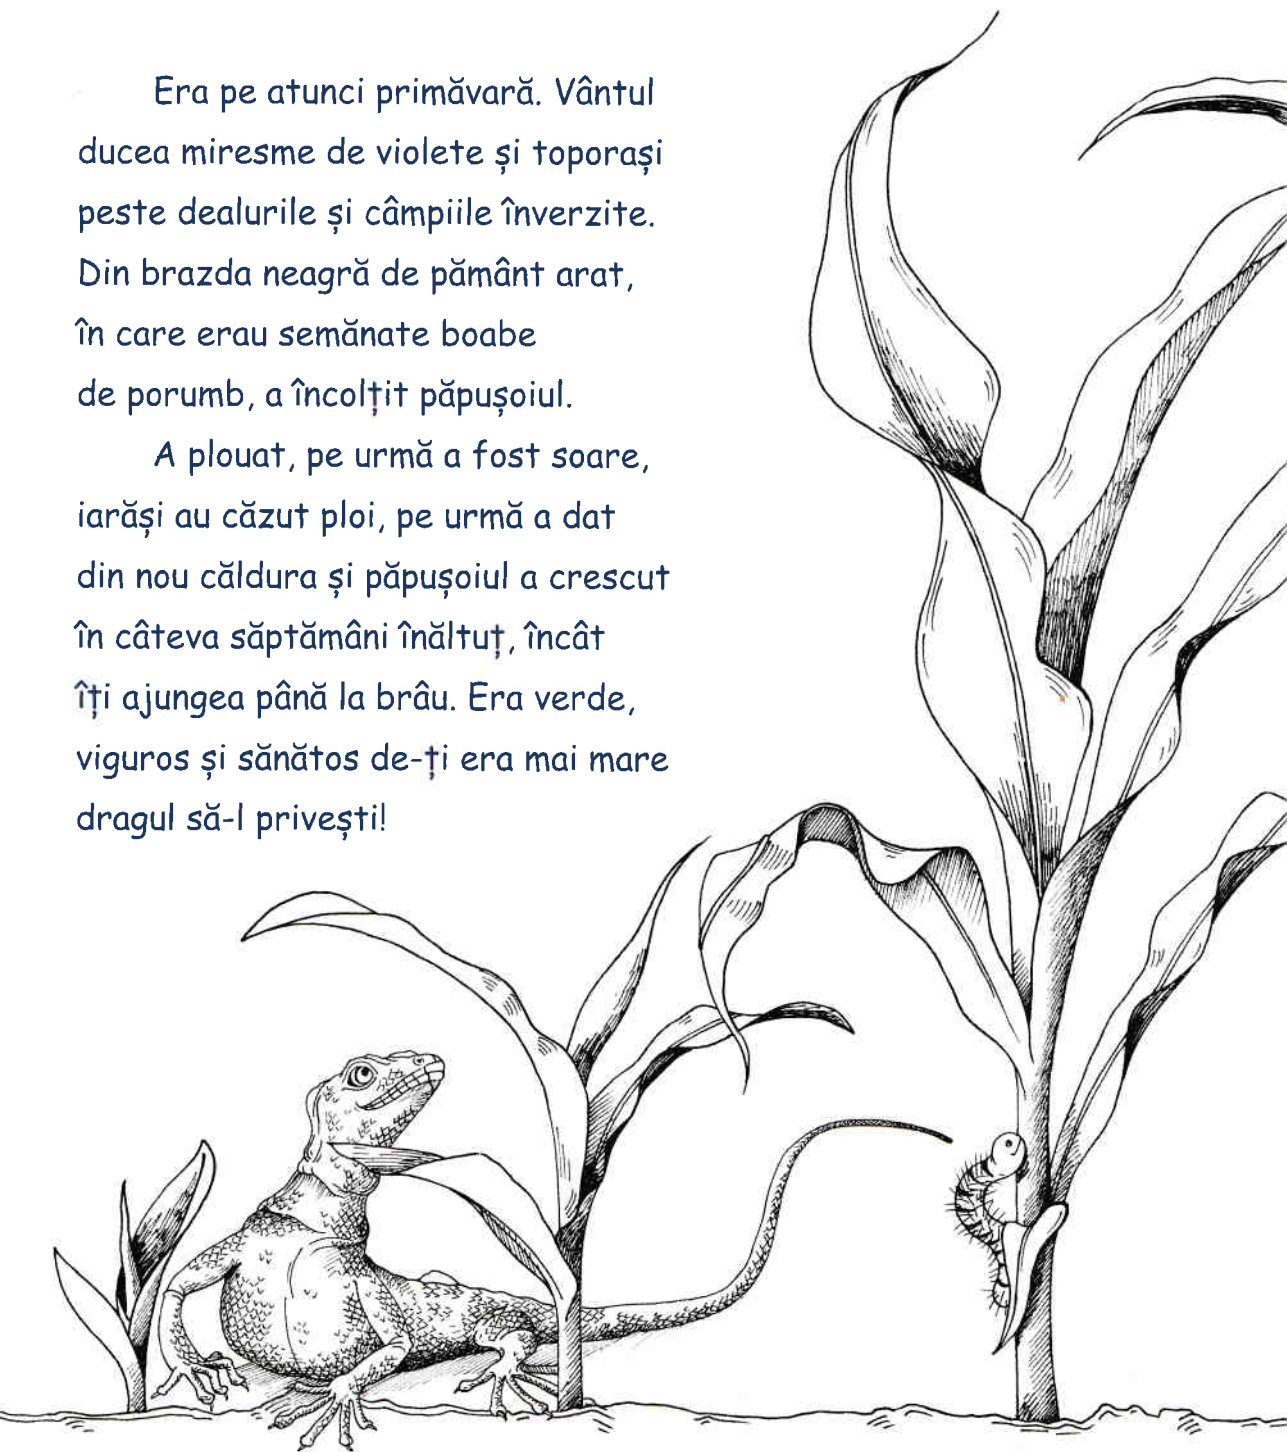 Era pe atunci primăvară. Vântul
ducea miresme de violete și toporași
peste dealurile și câmpiile înverzite.
Din brazda neagră de pământ arat,
în care erau semănate boabe
de porumb, a încolțit păpușoiul.
A plouat, pe urmă a fost soare,
iarăși au căzut ploi, pe urmă a dat
din nou căldura și păpușoiul a crescut
în câteva săptămâni înăltuț, încât
îți ajungea până la brâu. Era verde,
viguros și sănătos de-ți era mai mare
dragul să-l privești!